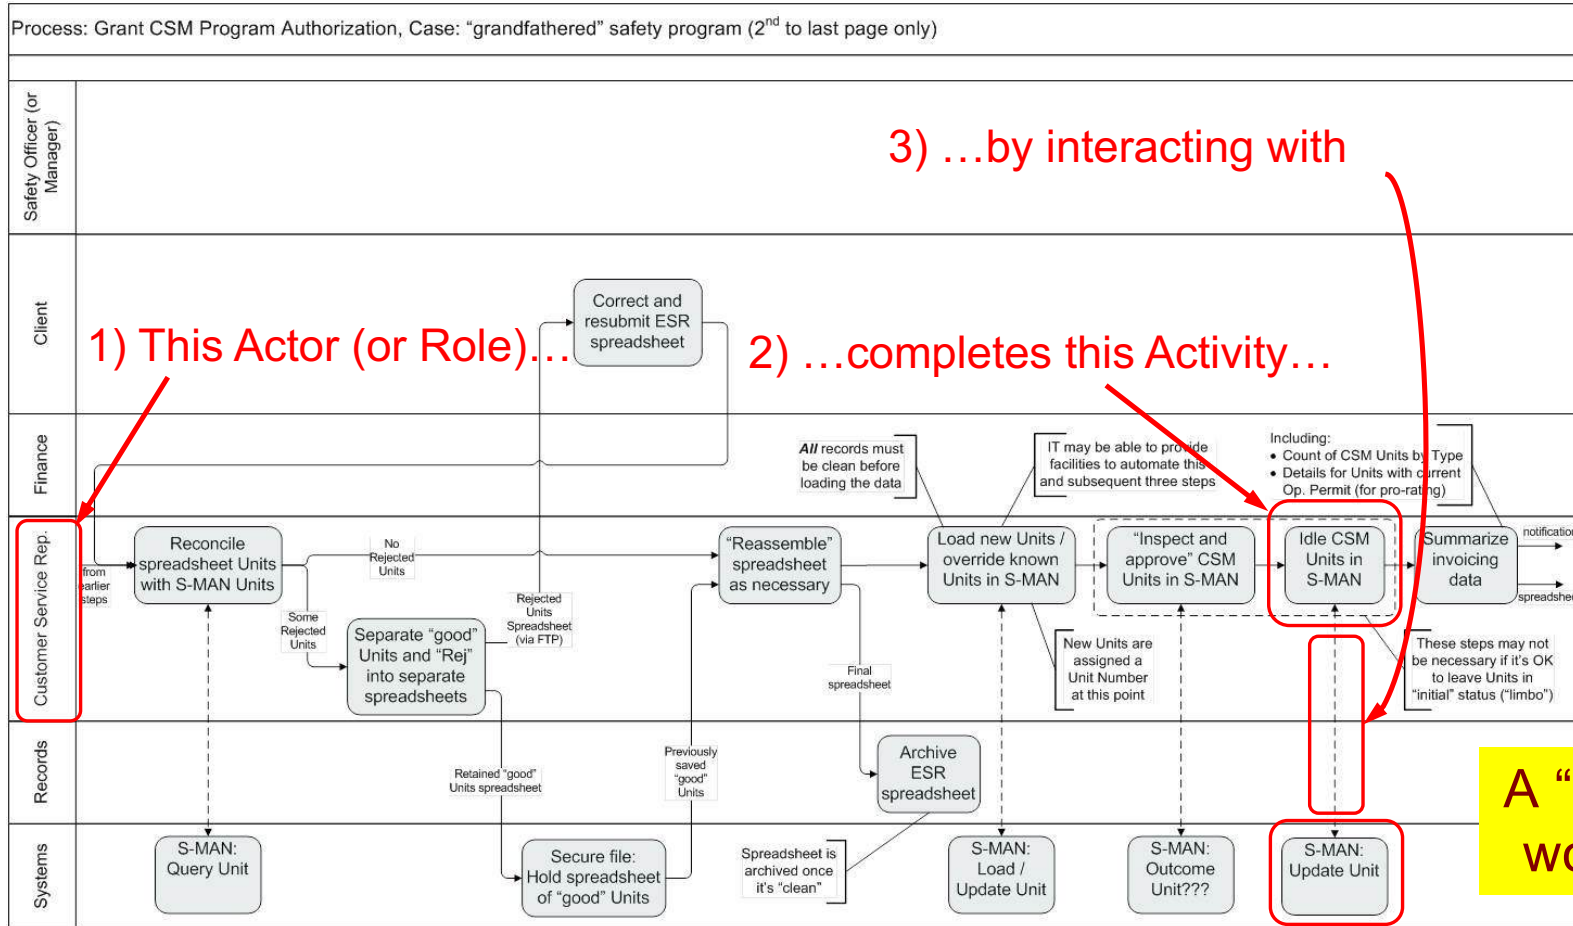 Process: Grant CSM Program Authorization, Case: “grandfathered” safety program (2nd to last page only)
Safety Officer (or
Manager)
3) …by interacting with
Client
Correct and
resubmit ESR
spreadsheet
1) This Actor (or Role)…
2) …completes this Activity…
Finance
All records must
be clean before
loading the data
IT may be able to provide
facilities to automate this
and subsequent three steps
Including:
• Count of CSM Units by Type
• Details for Units with current
Op. Permit (for pro-rating)
Customer Service Rep.
from
earlier
steps
Reconcile
spreadsheet Units
with S-MAN Units
No
Rejected
Units
Some
Rejected
Units
Separate “good”
Units and “Rej”
into separate
spreadsheets
Rejected
Units
Spreadsheet
(via FTP)
“Reassemble”
spreadsheet
as necessary
Final
spreadsheet
Load new Units /
override known
Units in S-MAN
New Units are
assigned a
Unit Number
at this point
“Inspect and
approve” CSM
Units in S-MAN
Idle CSM
Units in
S-MAN
Summarize
invoicing
data
notification
spreadsheet
These steps may not
be necessary if it’s OK
to leave Units in
“initial” status (“limbo”)
Records
Retained “good”
Units spreadsheet
Previously
saved
“good”
Units
Archive
ESR
spreadsheet
A “
wo
Systems
S-MAN:
Query Unit
Secure file:
Hold spreadsheet
of “good” Units
Spreadsheet is
archived once
it’s “clean”
S-MAN:
Load /
Update Unit
S-MAN:
Outcome
Unit???
S-MAN:
Update Unit